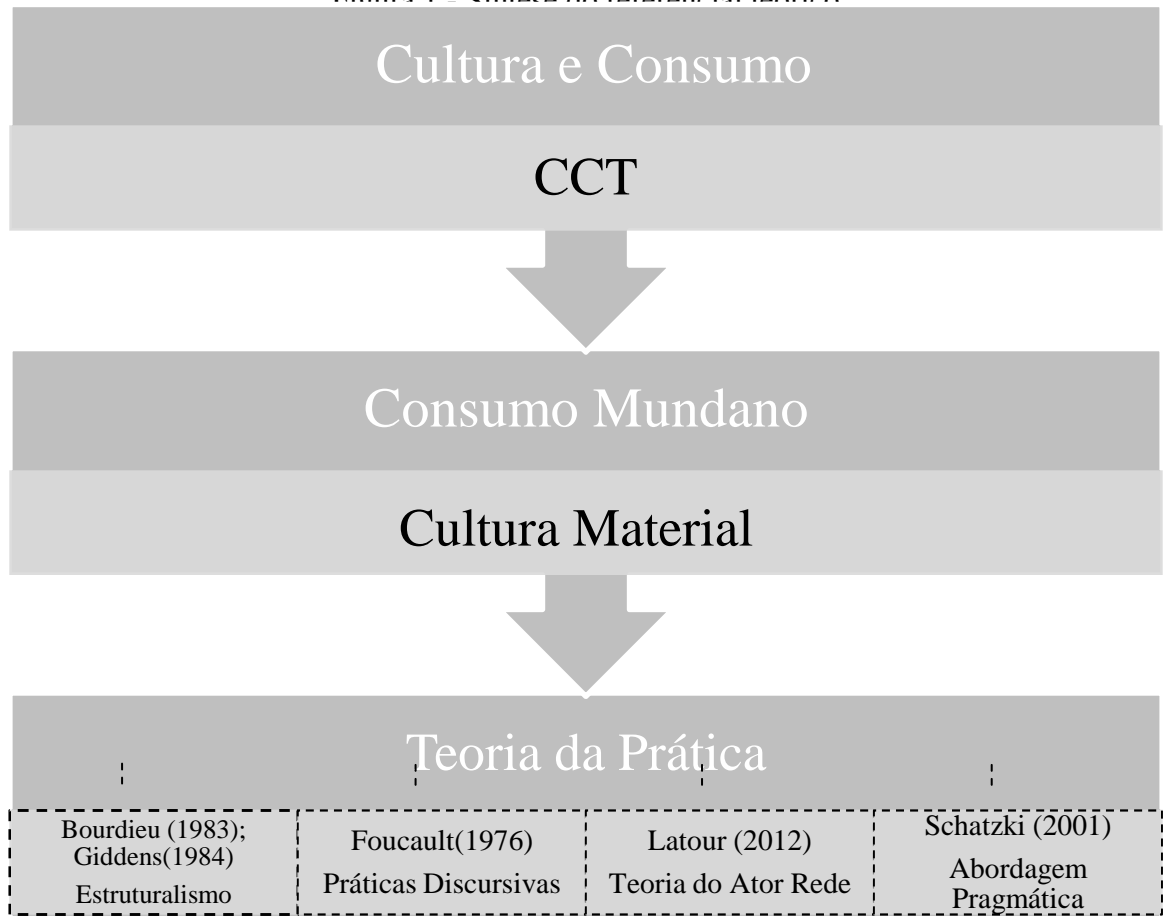 Cultura e Consumo
CCT
Consumo Mundano
Cultura Material
Teoria da Prática
Bourdieu (1983);
Giddens(1984)
Estruturalismo
Foucault(1976)
Práticas Discursivas
Latour (2012)
Teoria do Ator Rede
Schatzki (2001)
Abordagem
Pragmática